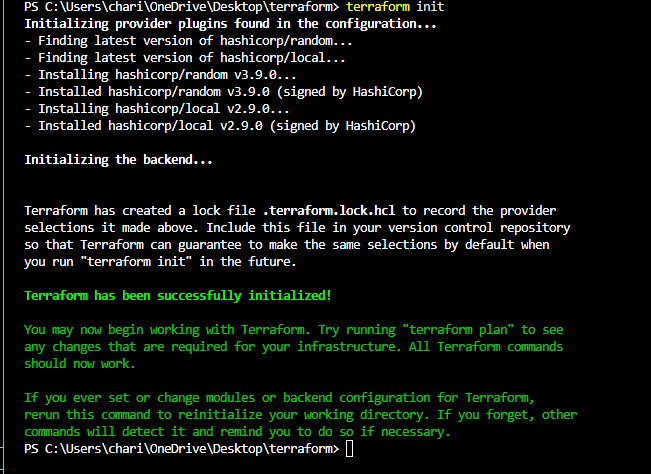 PS C:\Users\chari\OneDrive\Desktop\terraform> terraform init
Initializing provider plugins found in the configuration...
- Finding latest version of hashicorp/random...
- Finding latest version of hashicorp/local...
- Installing hashicorp/random v3.9.0...
- Installed hashicorp/random v3.9.0 (signed by HashiCorp)
- Installing hashicorp/local v2.9.0...
- Installed hashicorp/local v2.9.0 (signed by HashiCorp)
Initializing the backend...
Terraform has created a lock file .terraform.lock.hcl to record the provider
selections it made above. Include this file in your version control repository
so that Terraform can guarantee to make the same selections by default when
you run "terraform init" in the future.
Terraform has been successfully initialized!
You may now begin working with Terraform. Try running "terraform plan" to see
any changes that are required for your infrastructure. All Terraform commands
should now work.
If you ever set or change modules or backend configuration for Terraform,
rerun this command to reinitialize your working directory. If you forget, other
commands will detect it and remind you to do so if necessary.
PS C:\Users\chari\OneDrive\Desktop\terraform>